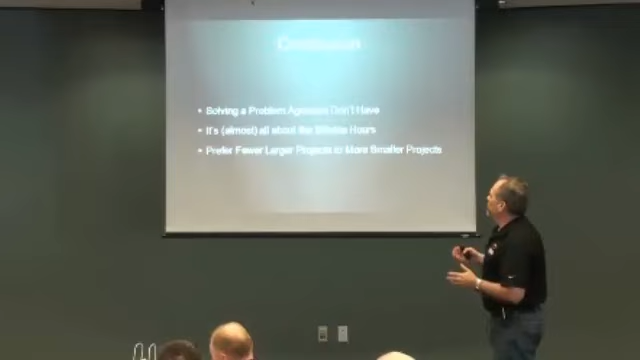 Conclusion
• Solving a Problem Agencies Don't Have
• It's (almost) all about the Billable Hours
• Prefer Fewer Larger Projects to More Smaller Projects